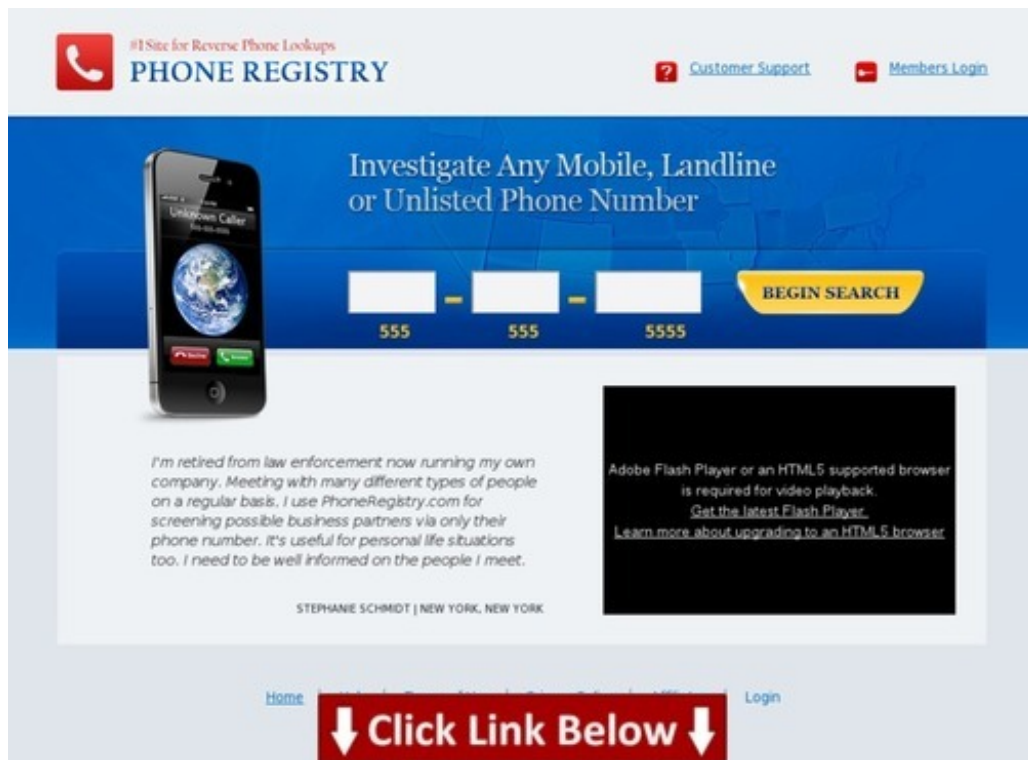 #1 Site for Reverse Phone Lookups
PHONE REGISTRY
Customer Support
Members Login
Investigate Any Mobile, Landline
or Unlisted Phone Number
Unknown Caller
BEGIN SEARCH
555
555
5555
I'm retired from law enforcement now running my own
company. Meeting with many different types of people
on a regular basis. I use PhoneRegistry.com for
screening possible business partners via only their
phone number. It's useful for personal life situations
too. I need to be well informed on the people I meet.
STEPHANIE SCHMIDT | NEW YORK, NEW YORK
Adobe Flash Player or an HTML5 supported browser
is required for video playback.
Get the latest Flash Player
Learn more about upgrading to an HTML5 browser
Home
Login
Click Link Below